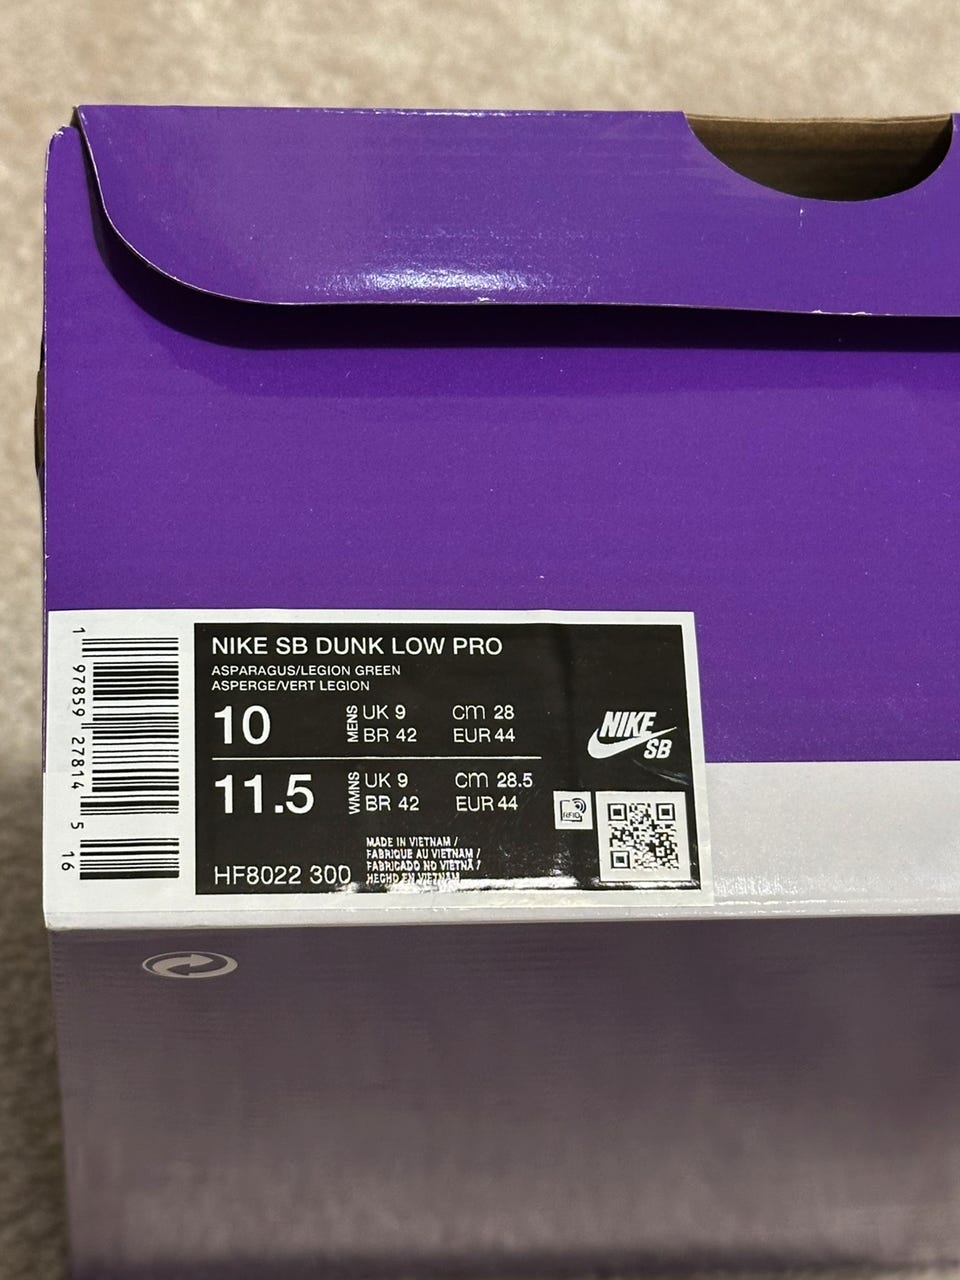 NIKE SB DUNK LOW PRO
ASPARAGUS/LEGION GREEN
ASPERGE/VERT LEGION
10 MENS UK 9 CM 28
BR 42 EUR 44
11.5 WMNS UK 9 CM 28.5
BR 42 EUR 44
HF8022 300
MADE IN VIETNAM /
FABRIQUE AU VIETNAM /
FABRICADO NO VIETNÃ /
HECHO EN VIETNAM
NIKE
SB
RFID
1 97859 27814 5 16